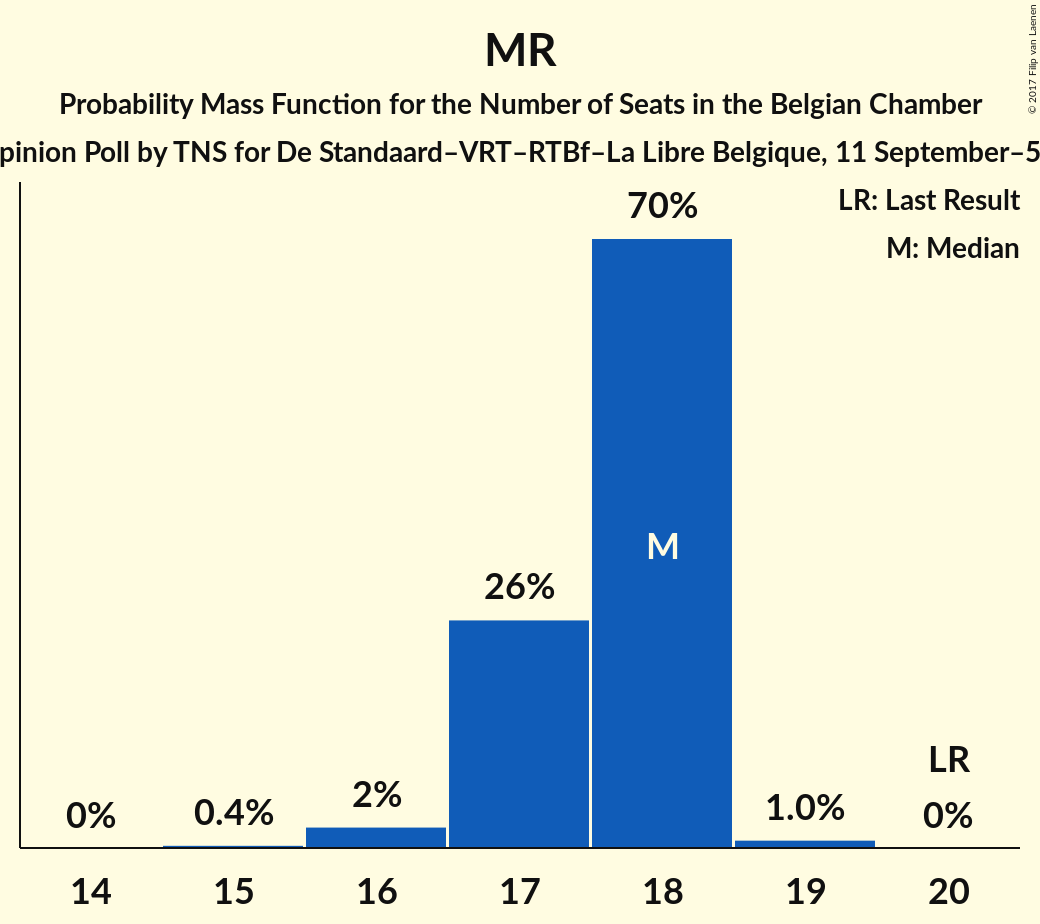 MR
Probability Mass Function for the Number of Seats in the Belgian Chamber
pinion Poll by TNS for De Standaard–VRT–RTBf–La Libre Belgique, 11 September–5
© 2017 Filip van Laenen
LR: Last Result
M: Median
70%
M
26%
2%
0.4%
0%
1.0%
LR
0%
14 15 16 17 18 19 20